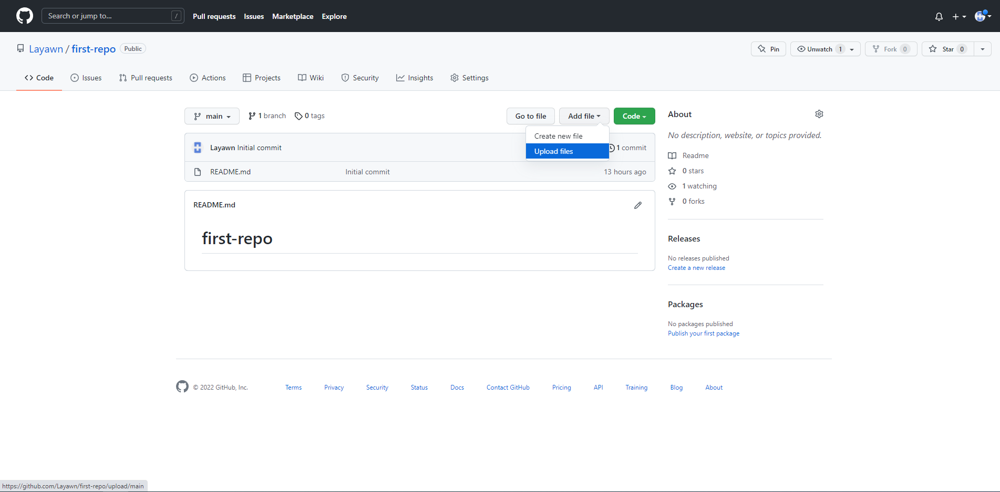 Search or jump to... /
Pull requests Issues Marketplace Explore
Layawn / first-repo Public
Pin Unwatch 1 Fork 0 Star 0
Code Issues Pull requests Actions Projects Wiki Security Insights Settings
main 1 branch 0 tags Go to file Add file Code
Create new file
Upload files
Layawn Initial commit 1 commit
README.md Initial commit 13 hours ago
README.md
first-repo
About
No description, website, or topics provided.
Readme
0 stars
1 watching
0 forks
Releases
No releases published
Create a new release
Packages
No packages published
Publish your first package
© 2022 GitHub, Inc. Terms Privacy Security Status Docs Contact GitHub Pricing API Training Blog About
https://github.com/Layawn/first-repo/upload/main